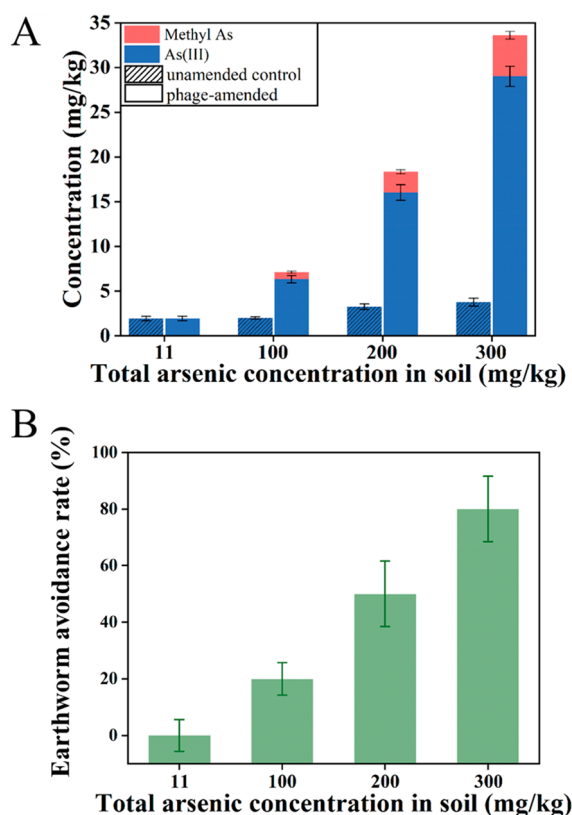 A
Methyl As
As(III)
unamended control
phage-amended
Concentration (mg/kg)
35
30
25
20
15
10
5
0
11 100 200 300
Total arsenic concentration in soil (mg/kg)
B
Earthworm avoidance rate (%)
100
80
60
40
20
0
11 100 200 300
Total arsenic concentration in soil (mg/kg)